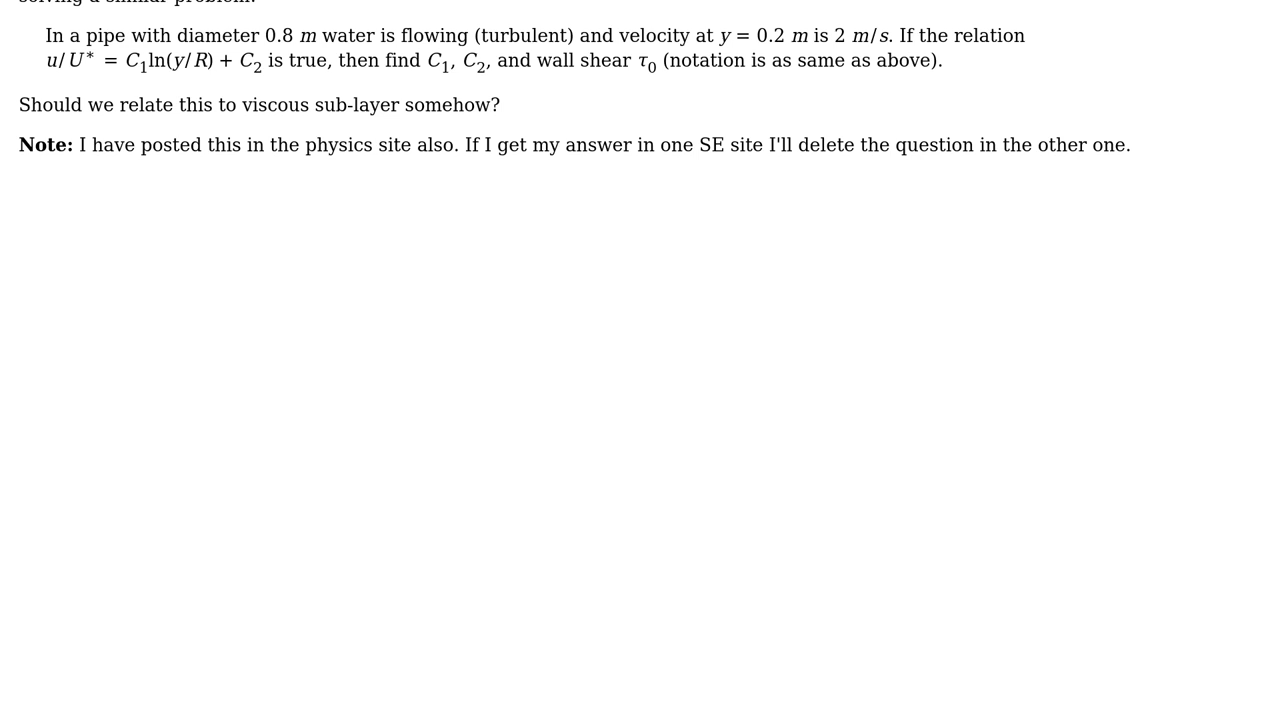 solving a similar problem.
In a pipe with diameter 0.8 m water is flowing (turbulent) and velocity at y = 0.2 m is 2 m/s. If the relation
u/U* = C1ln(y/R) + C2 is true, then find C1, C2, and wall shear τ0 (notation is as same as above).
Should we relate this to viscous sub-layer somehow?
Note: I have posted this in the physics site also. If I get my answer in one SE site I'll delete the question in the other one.